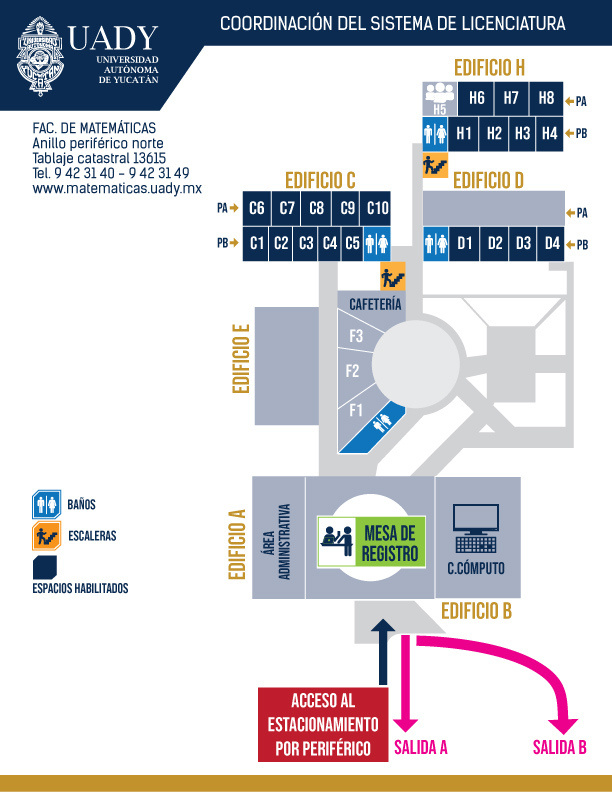 COORDINACIÓN DEL SISTEMA DE LICENCIATURA
UADY
UNIVERSIDAD
AUTÓNOMA
DE YUCATÁN
FAC. DE MATEMÁTICAS
Anillo periférico norte
Tablaje catastral 13615
Tel. 9 42 31 40 - 9 42 31 49
www.matematicas.uady.mx
EDIFICIO H
H5 H6 H7 H8 PA
H1 H2 H3 H4 PB
EDIFICIO C
PA C6 C7 C8 C9 C10
PB C1 C2 C3 C4 C5
EDIFICIO D
PA
D1 D2 D3 D4 PB
CAFETERÍA
F3
F2
F1
EDIFICIO E
EDIFICIO A
ÁREA
ADMINISTRATIVA
MESA DE
REGISTRO
C.CÓMPUTO
EDIFICIO B
BAÑOS
ESCALERAS
ESPACIOS HABILITADOS
ACCESO AL
ESTACIONAMIENTO
POR PERIFÉRICO
SALIDA A
SALIDA B